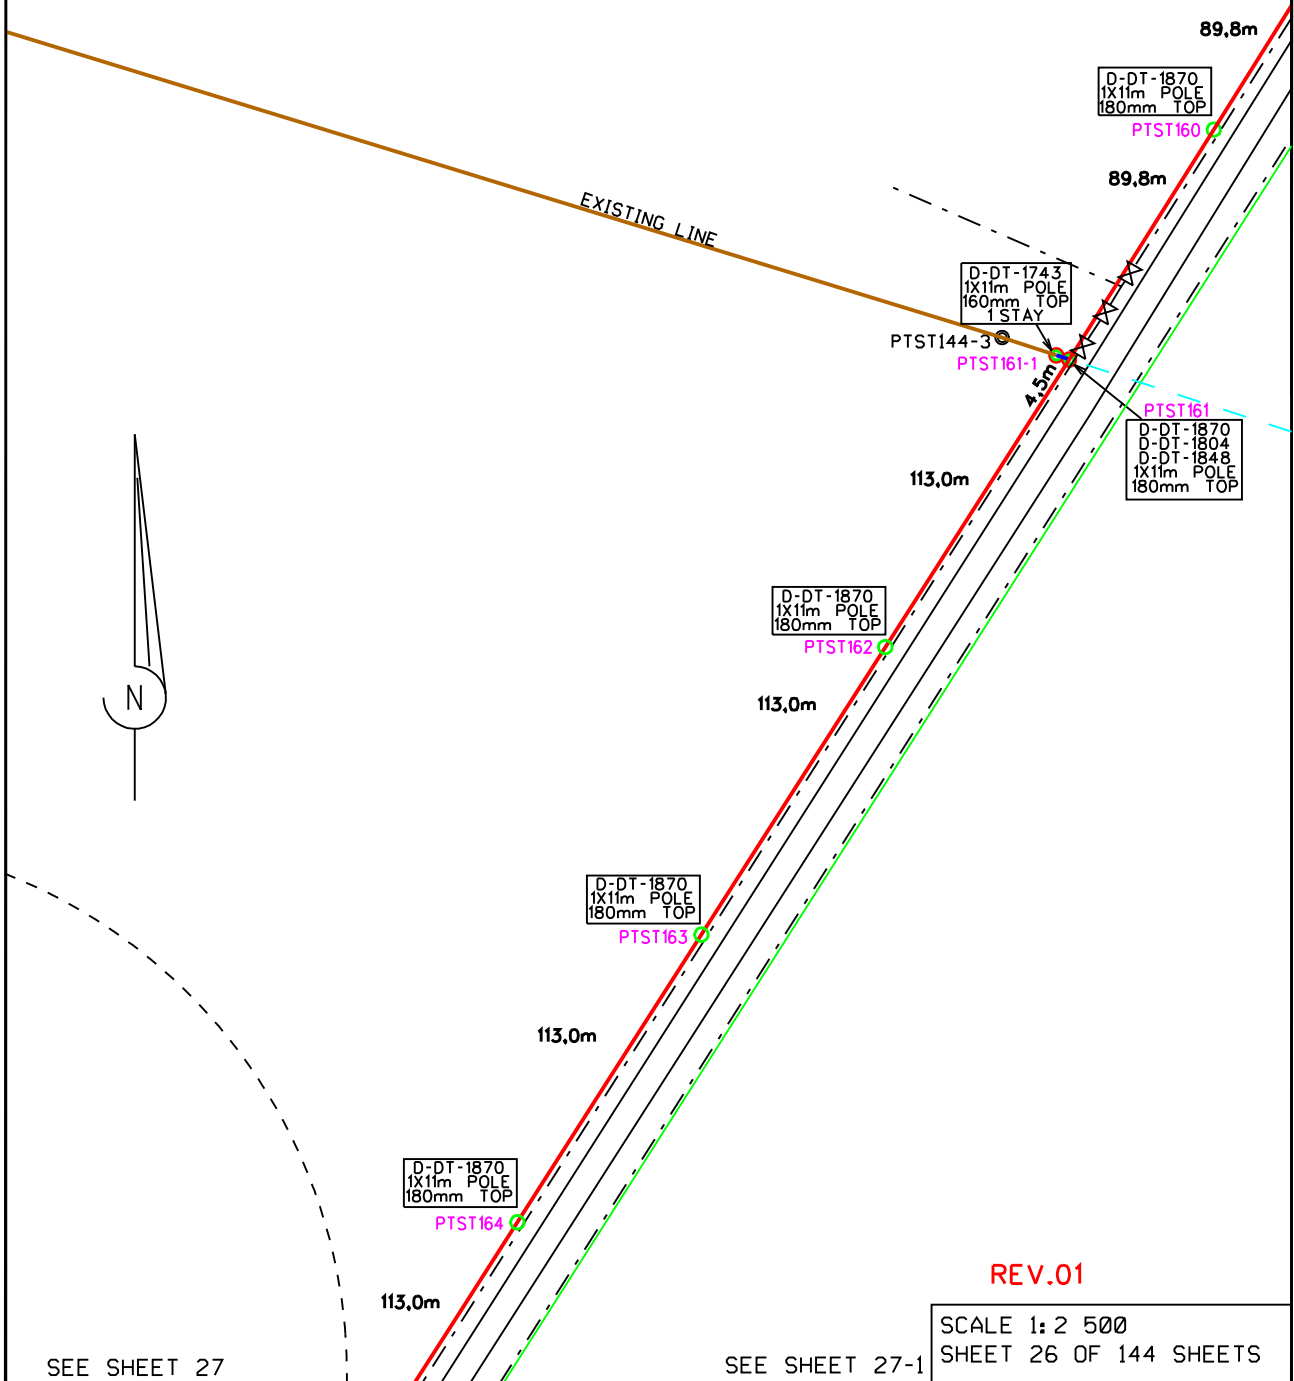 89,8m
D-DT-1870
1X11m POLE
180mm TOP
PTST160
89,8m
EXISTING LINE
D-DT-1743
1X11m POLE
160mm TOP
1 STAY
PTST144-3
PTST161-1
4,5m
PTST161
D-DT-1870
D-DT-1804
D-DT-1848
1X11m POLE
180mm TOP
113,0m
D-DT-1870
1X11m POLE
180mm TOP
PTST162
N
113,0m
D-DT-1870
1X11m POLE
180mm TOP
PTST163
113,0m
D-DT-1870
1X11m POLE
180mm TOP
PTST164
113,0m
REV.01
SCALE 1:2 500
SHEET 26 OF 144 SHEETS
SEE SHEET 27
SEE SHEET 27-1